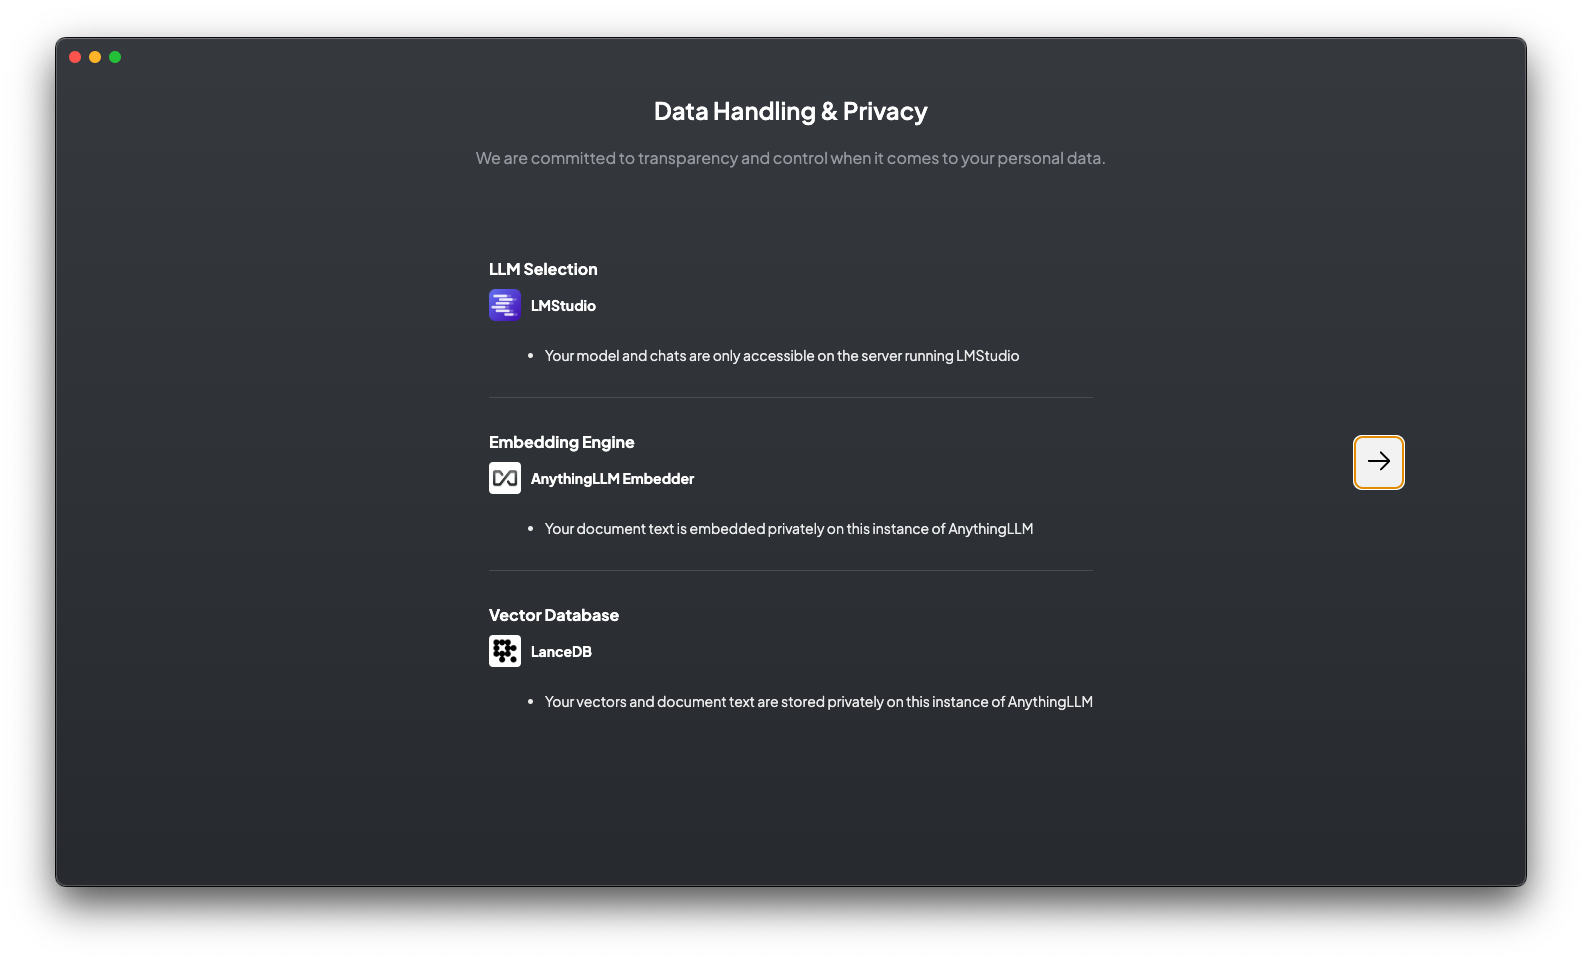 Data Handling & Privacy
We are committed to transparency and control when it comes to your personal data.
LLM Selection
LMStudio
• Your model and chats are only accessible on the server running LMStudio
Embedding Engine
AnythingLLM Embedder
• Your document text is embedded privately on this instance of AnythingLLM
Vector Database
LanceDB
• Your vectors and document text are stored privately on this instance of AnythingLLM